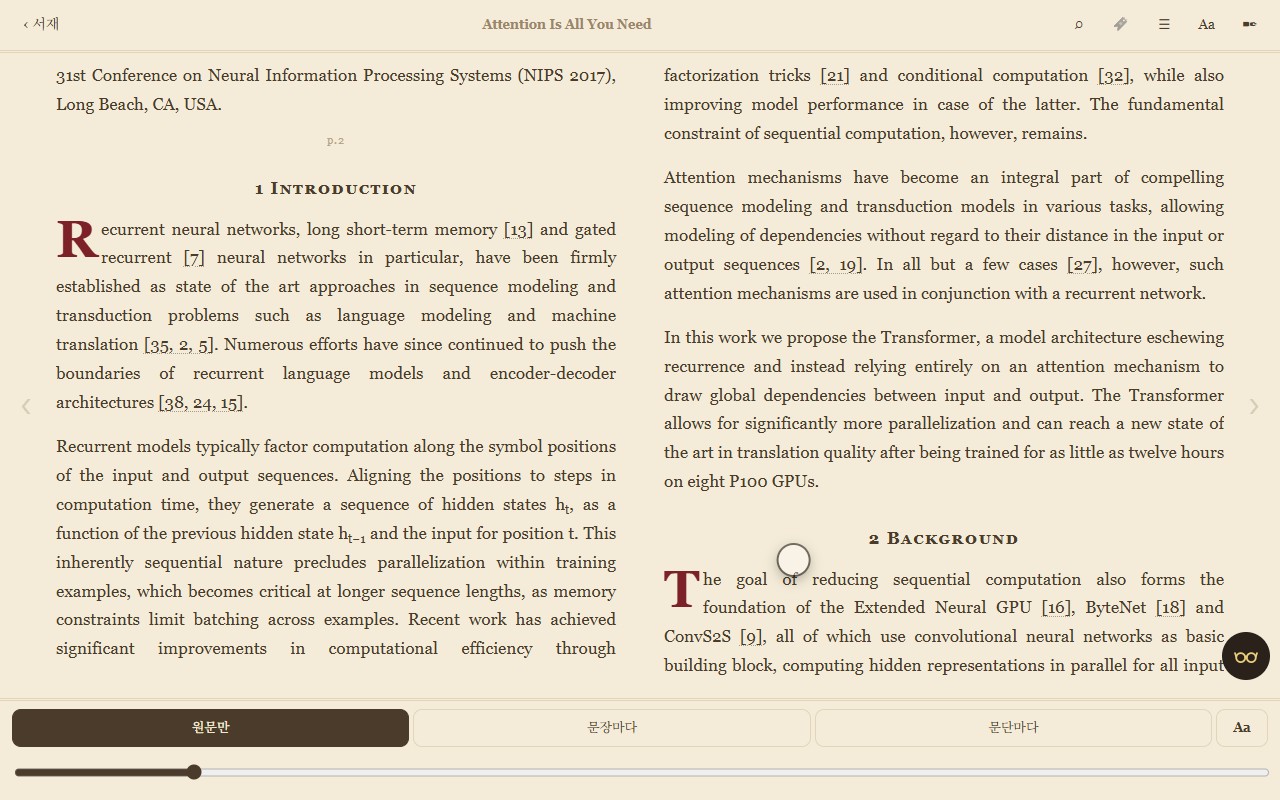 ‹ 서재
Attention Is All You Need
Aa
31st Conference on Neural Information Processing Systems (NIPS 2017),
Long Beach, CA, USA.
p.2
1 Introduction
Recurrent neural networks, long short-term memory [13] and gated
recurrent [7] neural networks in particular, have been firmly
established as state of the art approaches in sequence modeling and
transduction problems such as language modeling and machine
translation [35, 2, 5]. Numerous efforts have since continued to push the
boundaries of recurrent language models and encoder-decoder
architectures [38, 24, 15].
Recurrent models typically factor computation along the symbol positions
of the input and output sequences. Aligning the positions to steps in
computation time, they generate a sequence of hidden states ht, as a
function of the previous hidden state ht−1 and the input for position t. This
inherently sequential nature precludes parallelization within training
examples, which becomes critical at longer sequence lengths, as memory
constraints limit batching across examples. Recent work has achieved
significant improvements in computational efficiency through
factorization tricks [21] and conditional computation [32], while also
improving model performance in case of the latter. The fundamental
constraint of sequential computation, however, remains.
Attention mechanisms have become an integral part of compelling
sequence modeling and transduction models in various tasks, allowing
modeling of dependencies without regard to their distance in the input or
output sequences [2, 19]. In all but a few cases [27], however, such
attention mechanisms are used in conjunction with a recurrent network.
In this work we propose the Transformer, a model architecture eschewing
recurrence and instead relying entirely on an attention mechanism to
draw global dependencies between input and output. The Transformer
allows for significantly more parallelization and can reach a new state of
the art in translation quality after being trained for as little as twelve hours
on eight P100 GPUs.
2 Background
The goal of reducing sequential computation also forms the
foundation of the Extended Neural GPU [16], ByteNet [18] and
ConvS2S [9], all of which use convolutional neural networks as basic
building block, computing hidden representations in parallel for all input
원문만
문장마다
문단마다
Aa